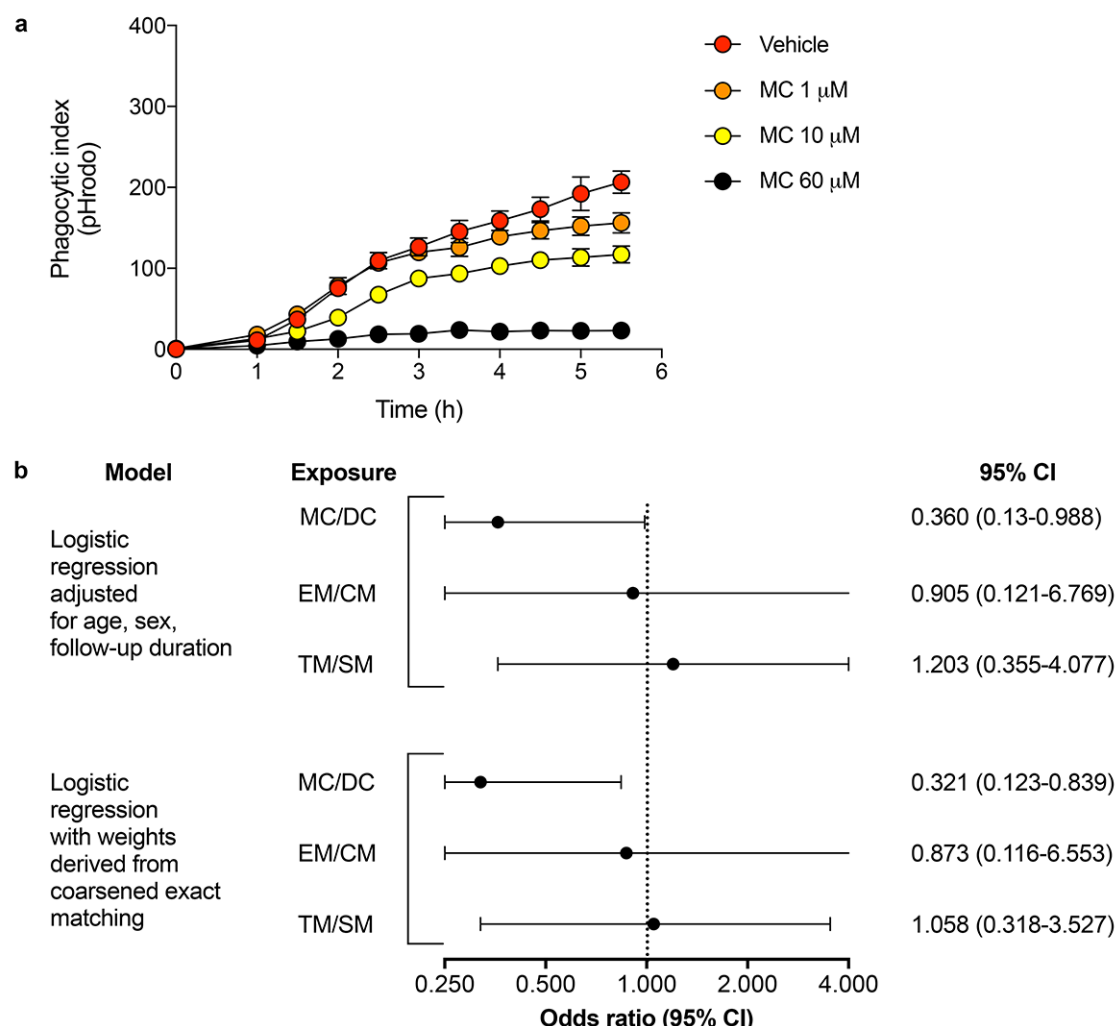 a
400
300
200
100
0
Phagocytic index
(pHrodo)
0 1 2 3 4 5 6
Time (h)
Vehicle
MC 1 μM
MC 10 μM
MC 60 μM
b
Model Exposure 95% CI
Logistic
regression
adjusted
for age, sex,
follow-up duration
MC/DC 0.360 (0.13-0.988)
EM/CM 0.905 (0.121-6.769)
TM/SM 1.203 (0.355-4.077)
Logistic
regression
with weights
derived from
coarsened exact
matching
MC/DC 0.321 (0.123-0.839)
EM/CM 0.873 (0.116-6.553)
TM/SM 1.058 (0.318-3.527)
0.250 0.500 1.000 2.000 4.000
Odds ratio (95% CI)